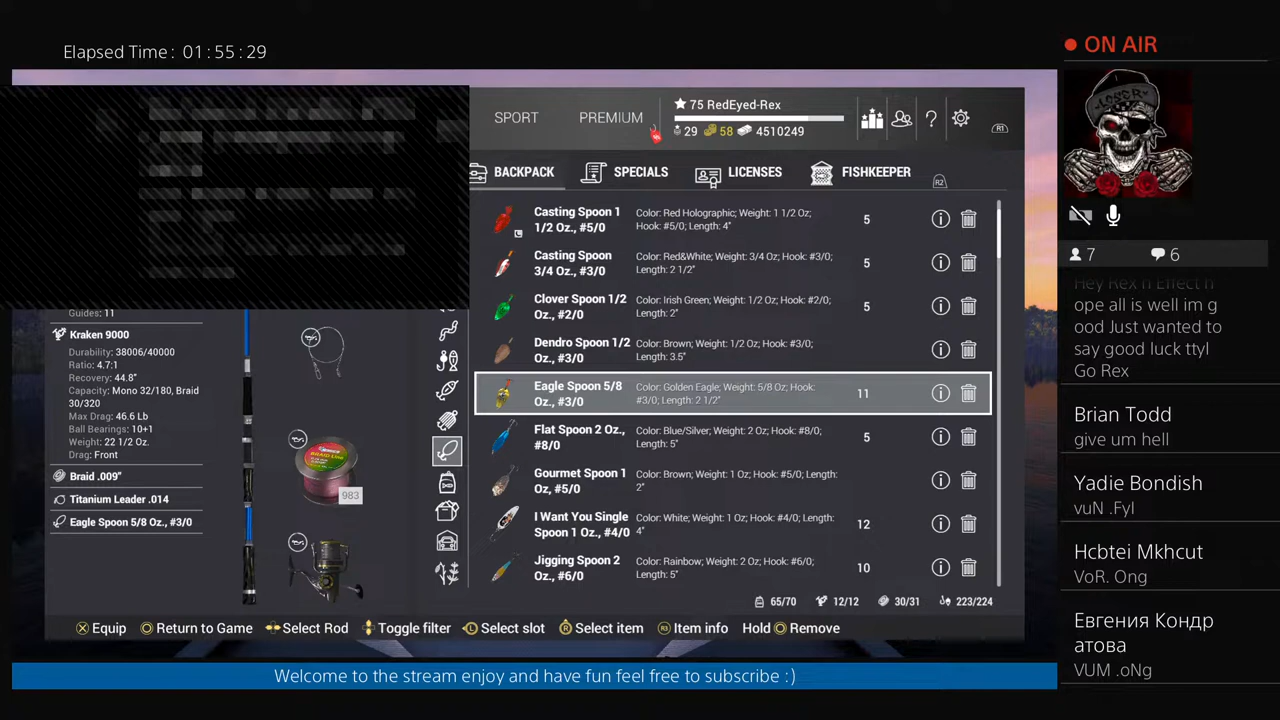 Elapsed Time: 01:55:29
ON AIR
LOSER
SPORT
PREMIUM
75 RedEyed-Rex
29 58 4510249
R1
BACKPACK
SPECIALS
LICENSES
FISHKEEPER
R2
Casting Spoon 1
1/2 Oz., #5/0
Color: Red Holographic; Weight: 1 1/2 Oz;
Hook: #5/0; Length: 4"
5
Casting Spoon
3/4 Oz., #3/0
Color: Red&White; Weight: 3/4 Oz; Hook: #3/0;
Length: 2 1/2"
5
Clover Spoon 1/2
Oz., #2/0
Color: Irish Green; Weight: 1/2 Oz; Hook: #2/0;
Length: 2"
5
Dendro Spoon 1/2
Oz., #3/0
Color: Brown; Weight: 1/2 Oz; Hook: #3/0;
Length: 3.5"
5
Eagle Spoon 5/8
Oz., #3/0
Color: Golden Eagle; Weight: 5/8 Oz; Hook:
#3/0; Length: 2 1/2"
11
Flat Spoon 2 Oz.,
#8/0
Color: Blue/Silver; Weight: 2 Oz; Hook: #8/0;
Length: 5"
5
Gourmet Spoon 1
Oz, #5/0
Color: Brown; Weight: 1 Oz; Hook: #5/0; Length:
2"
5
I Want You Single
Spoon 1 Oz., #4/0
Color: White; Weight: 1 Oz; Hook: #4/0; Length:
4"
12
Jigging Spoon 2
Oz., #6/0
Color: Rainbow; Weight: 2 Oz; Hook: #6/0;
Length: 5"
10
65/70 12/12 30/31 223/224
Guides: 11
Kraken 9000
Durability: 38006/40000
Ratio: 4.7:1
Recovery: 44.8"
Capacity: Mono 32/180, Braid
30/320
Max Drag: 46.6 Lb
Ball Bearings: 10+1
Weight: 22 1/2 Oz.
Drag: Front
Braid .009"
Titanium Leader .014
Eagle Spoon 5/8 Oz., #3/0
BRAID LINE
983
Equip
Return to Game
Select Rod
Toggle filter
L Select slot
R Select item
R3 Item info
Hold Remove
Welcome to the stream enjoy and have fun feel free to subscribe :)
7 6
Hey Rex n Effect h
ope all is well im g
ood Just wanted to
say good luck ttyl
Go Rex
Brian Todd
give um hell
Yadie Bondish
vuN .Fyl
Hcbtei Mkhcut
VoR. Ong
Евгения Кондр
атова
VUM .oNg